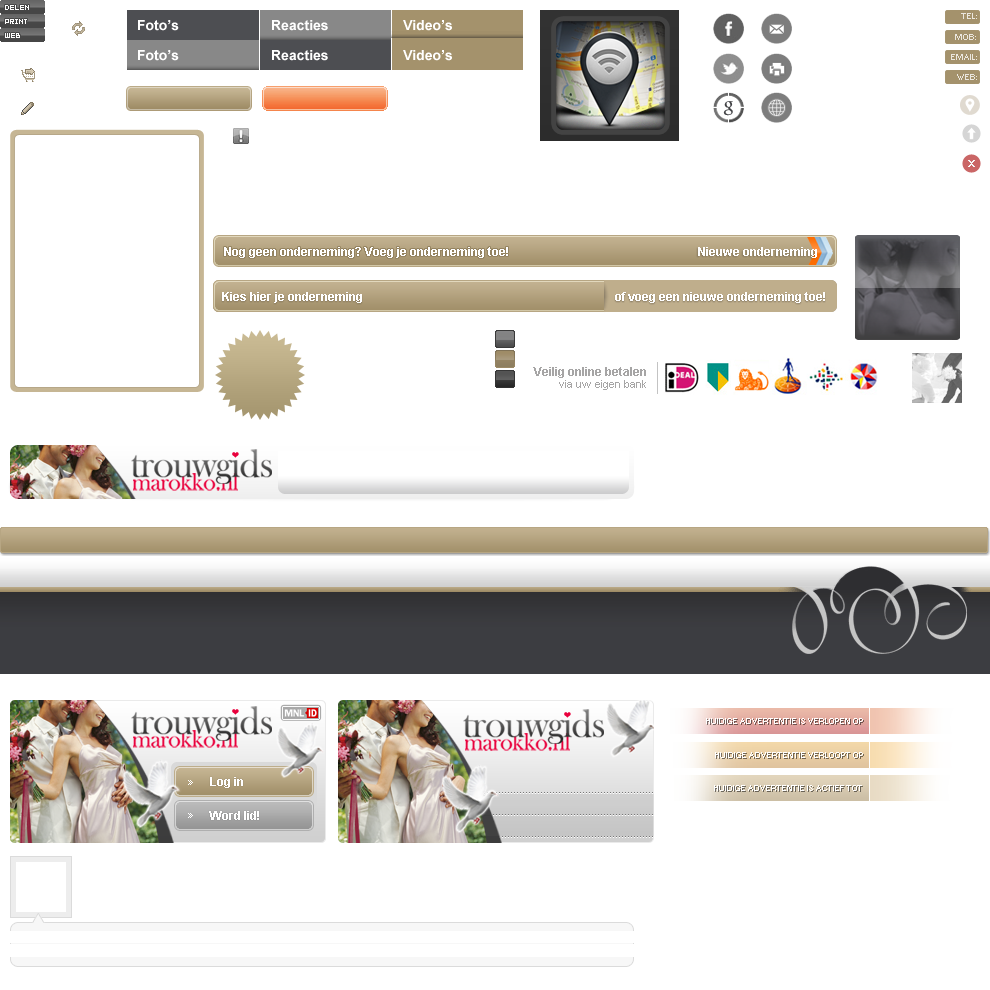 DELEN
PRINT
WEB
Foto's
Reacties
Video's
Foto's
Reacties
Video's
TEL:
MOB:
EMAIL:
WEB:
Nog geen onderneming? Voeg je onderneming toe!
Nieuwe onderneming
Kies hier je onderneming
of voeg een nieuwe onderneming toe!
Veilig online betalen
via uw eigen bank
iDEAL
trouwgids
marokko.nl
trouwgids
marokko.nl
MNL-ID
Log in
Word lid!
trouwgids
marokko.nl
HUIDIGE ADVERTENTIE IS VERLOPEN OP
HUIDIGE ADVERTENTIE VERLOOPT OP
HUIDIGE ADVERTENTIE IS ACTIEF TOT